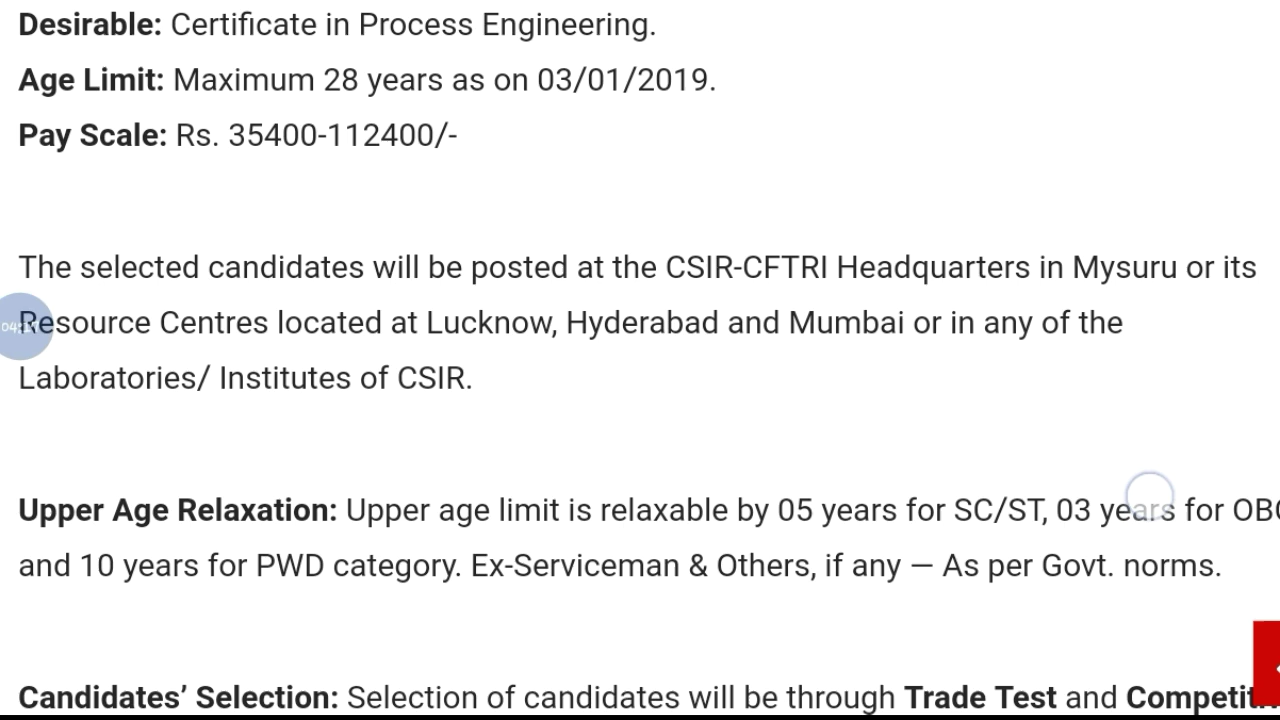 Desirable: Certificate in Process Engineering.
Age Limit: Maximum 28 years as on 03/01/2019.
Pay Scale: Rs. 35400-112400/-
The selected candidates will be posted at the CSIR-CFTRI Headquarters in Mysuru or its
Resource Centres located at Lucknow, Hyderabad and Mumbai or in any of the
Laboratories/ Institutes of CSIR.
Upper Age Relaxation: Upper age limit is relaxable by 05 years for SC/ST, 03 years for OBC
and 10 years for PWD category. Ex-Serviceman & Others, if any — As per Govt. norms.
Candidates’ Selection: Selection of candidates will be through Trade Test and